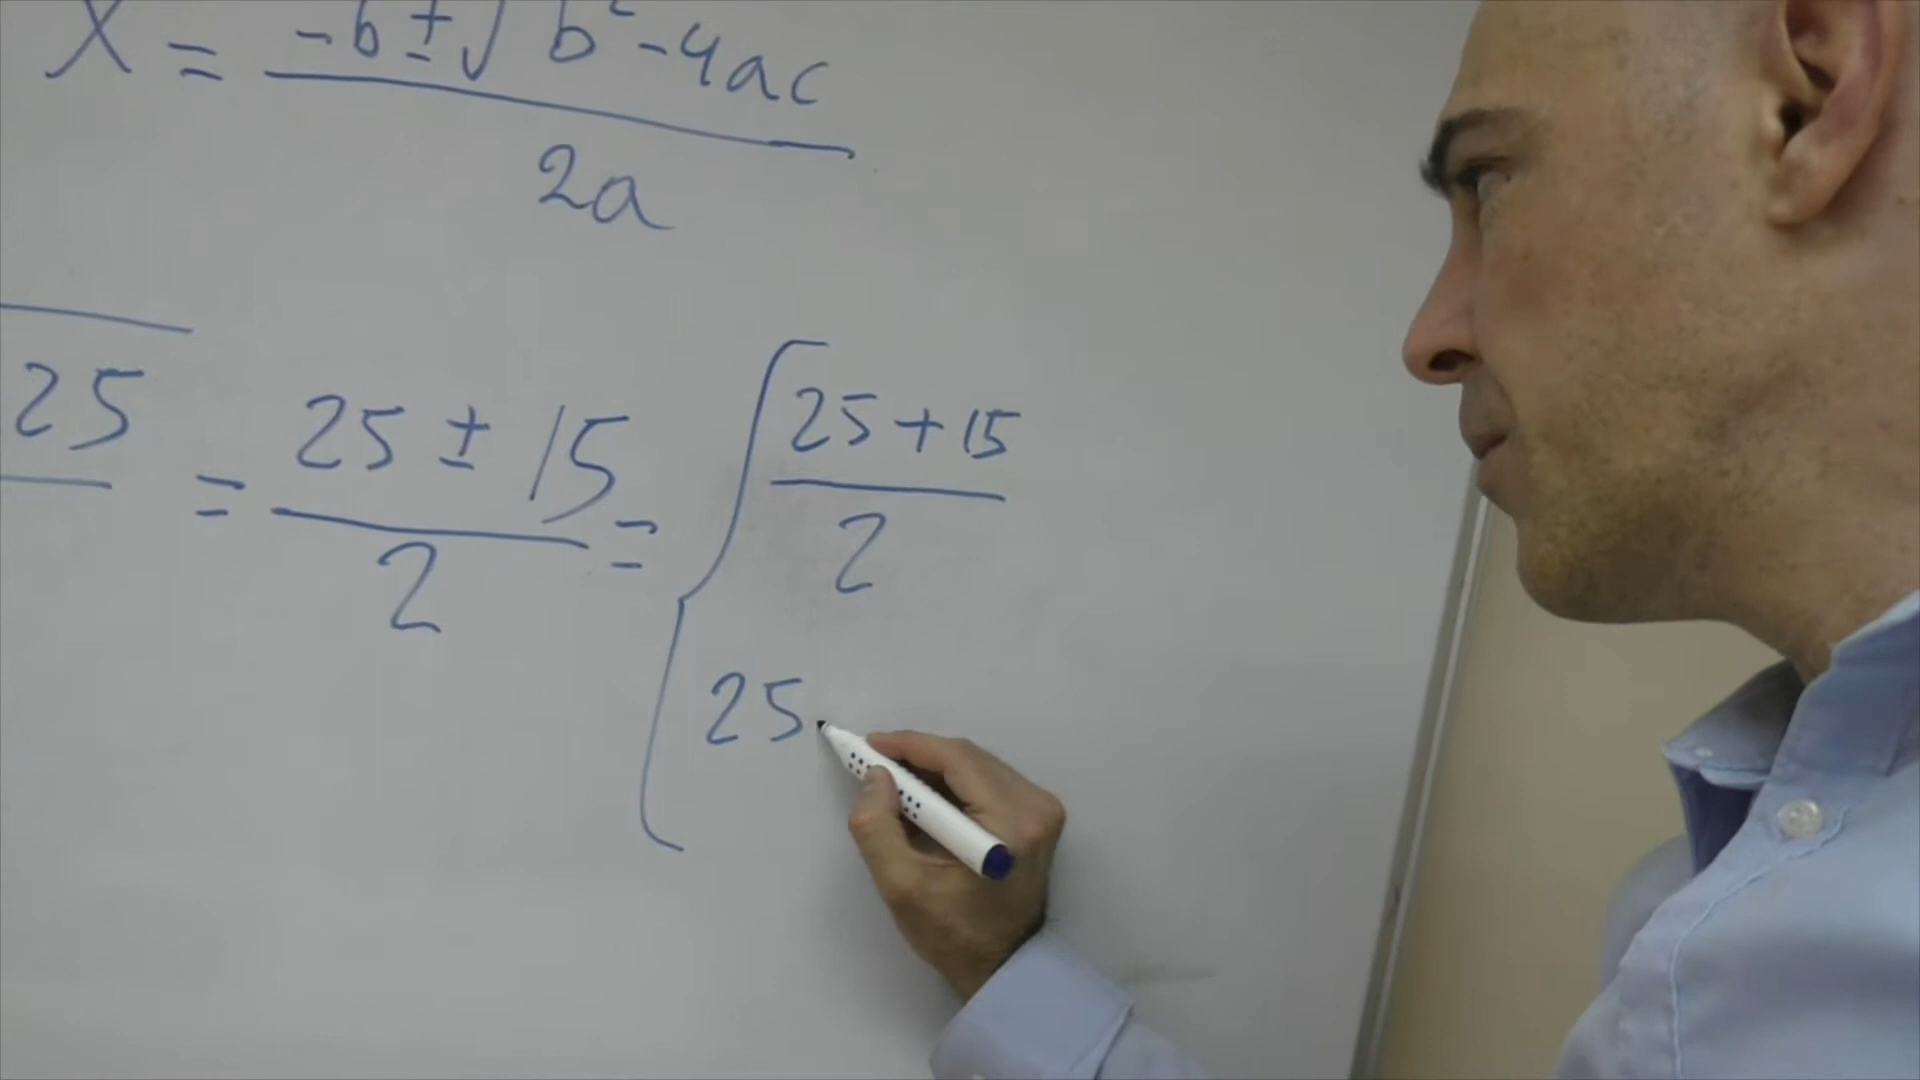 X = -b ± √ b² - 4ac
2a
25 = 25 ± 15 = { 25 + 15
2 2
25